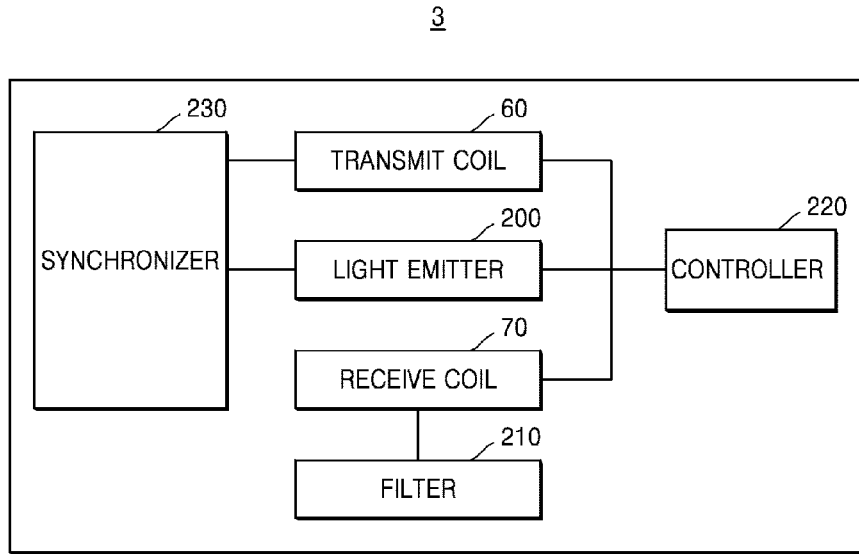 3
230
60
TRANSMIT COIL
220
200
SYNCHRONIZER
LIGHT EMITTER
CONTROLLER
70
RECEIVE COIL
210
FILTER